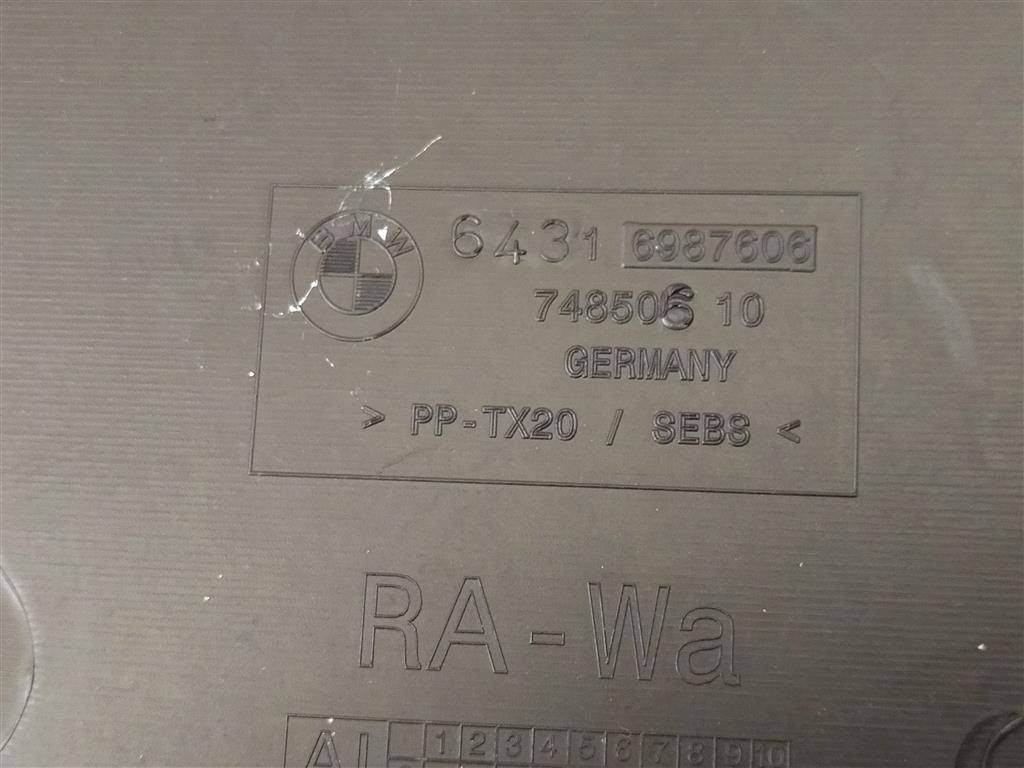 BMW
6431 6987606
748506 10
GERMANY
> PP-TX20 / SEBS <
RA-Wa
1 2 3 4 5 6 7 8 9 10